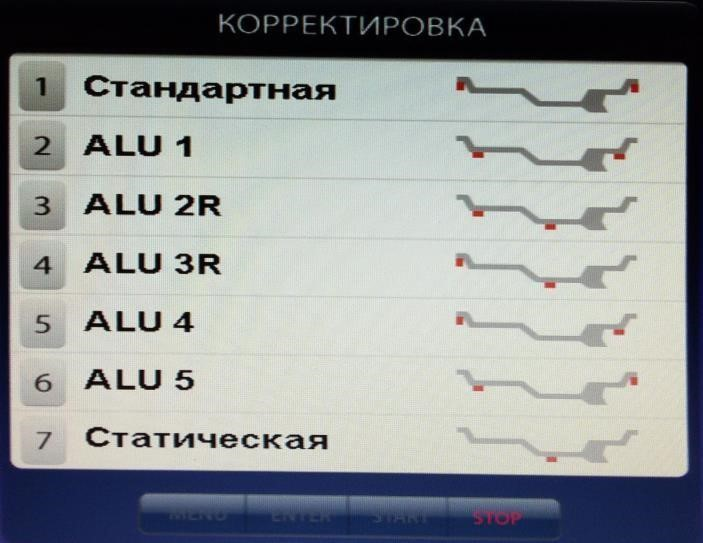 КОРРЕКТИРОВКА
1 Стандартная
2 ALU 1
3 ALU 2R
4 ALU 3R
5 ALU 4
6 ALU 5
7 Статическая
MENU ENTER START STOP